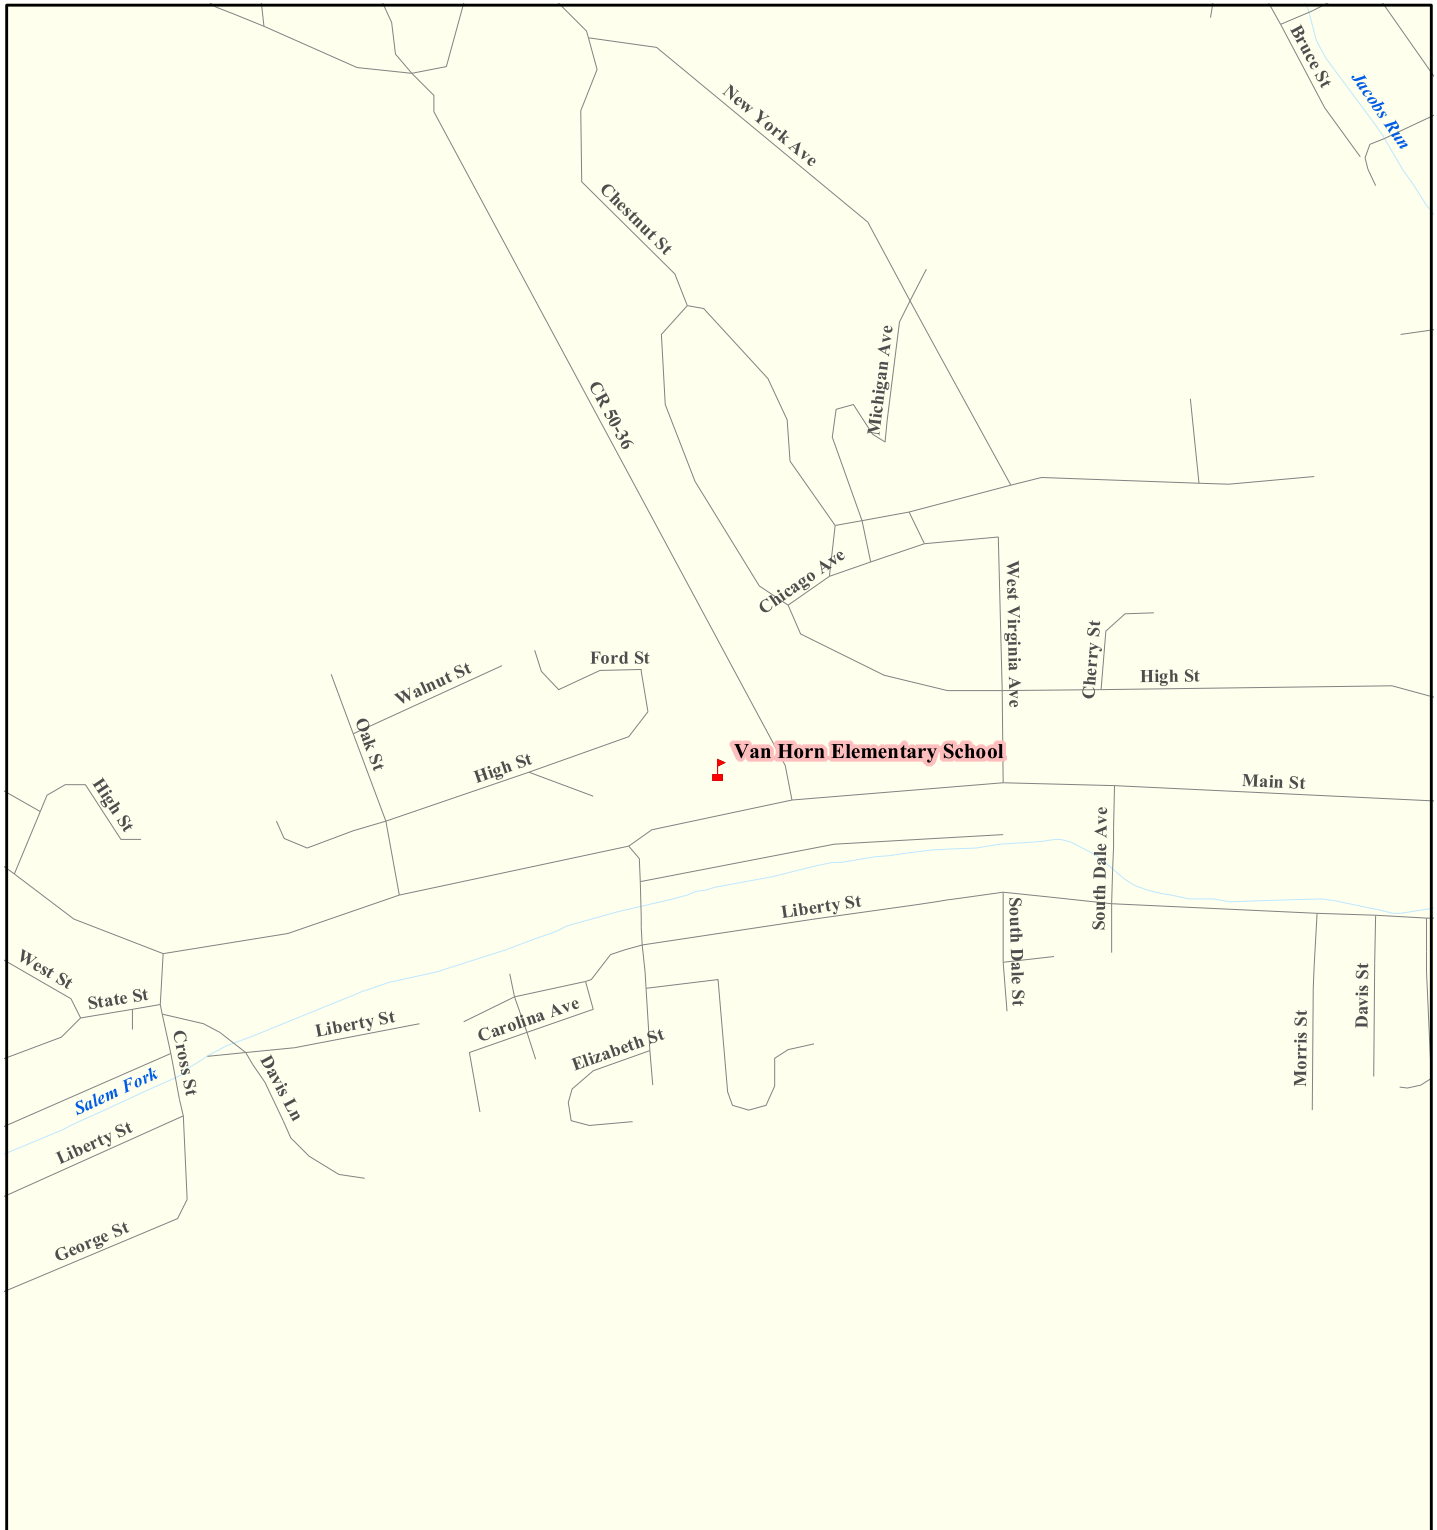 Bruce St
Jacobs Run
New York Ave
Chestnut St
Michigan Ave
CR 50-36
Chicago Ave
West Virginia Ave
Cherry St
Ford St
Walnut St
High St
Oak St
Van Horn Elementary School
High St
High St
Main St
South Dale Ave
Liberty St
South Dale St
West St
State St
Davis St
Carolina Ave
Liberty St
Morris St
Elizabeth St
Cross St
Davis Ln
Salem Fork
Liberty St
George St